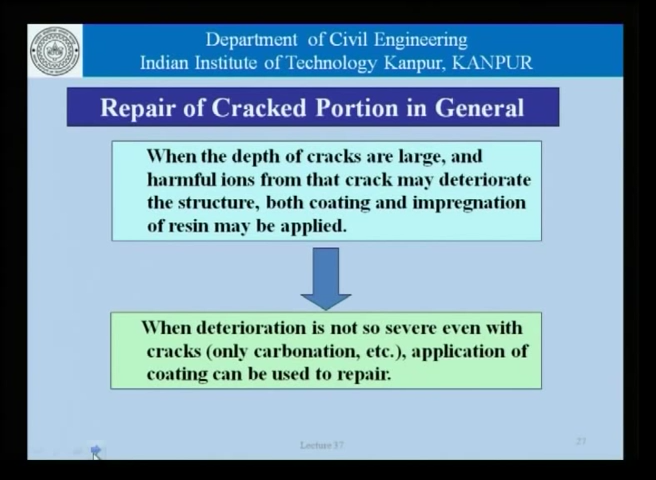 Department of Civil Engineering
Indian Institute of Technology Kanpur, KANPUR
Repair of Cracked Portion in General
When the depth of cracks are large, and
harmful ions from that crack may deteriorate
the structure, both coating and impregnation
of resin may be applied.
When deterioration is not so severe even with
cracks (only carbonation, etc.), application of
coating can be used to repair.
Lecture 37
21